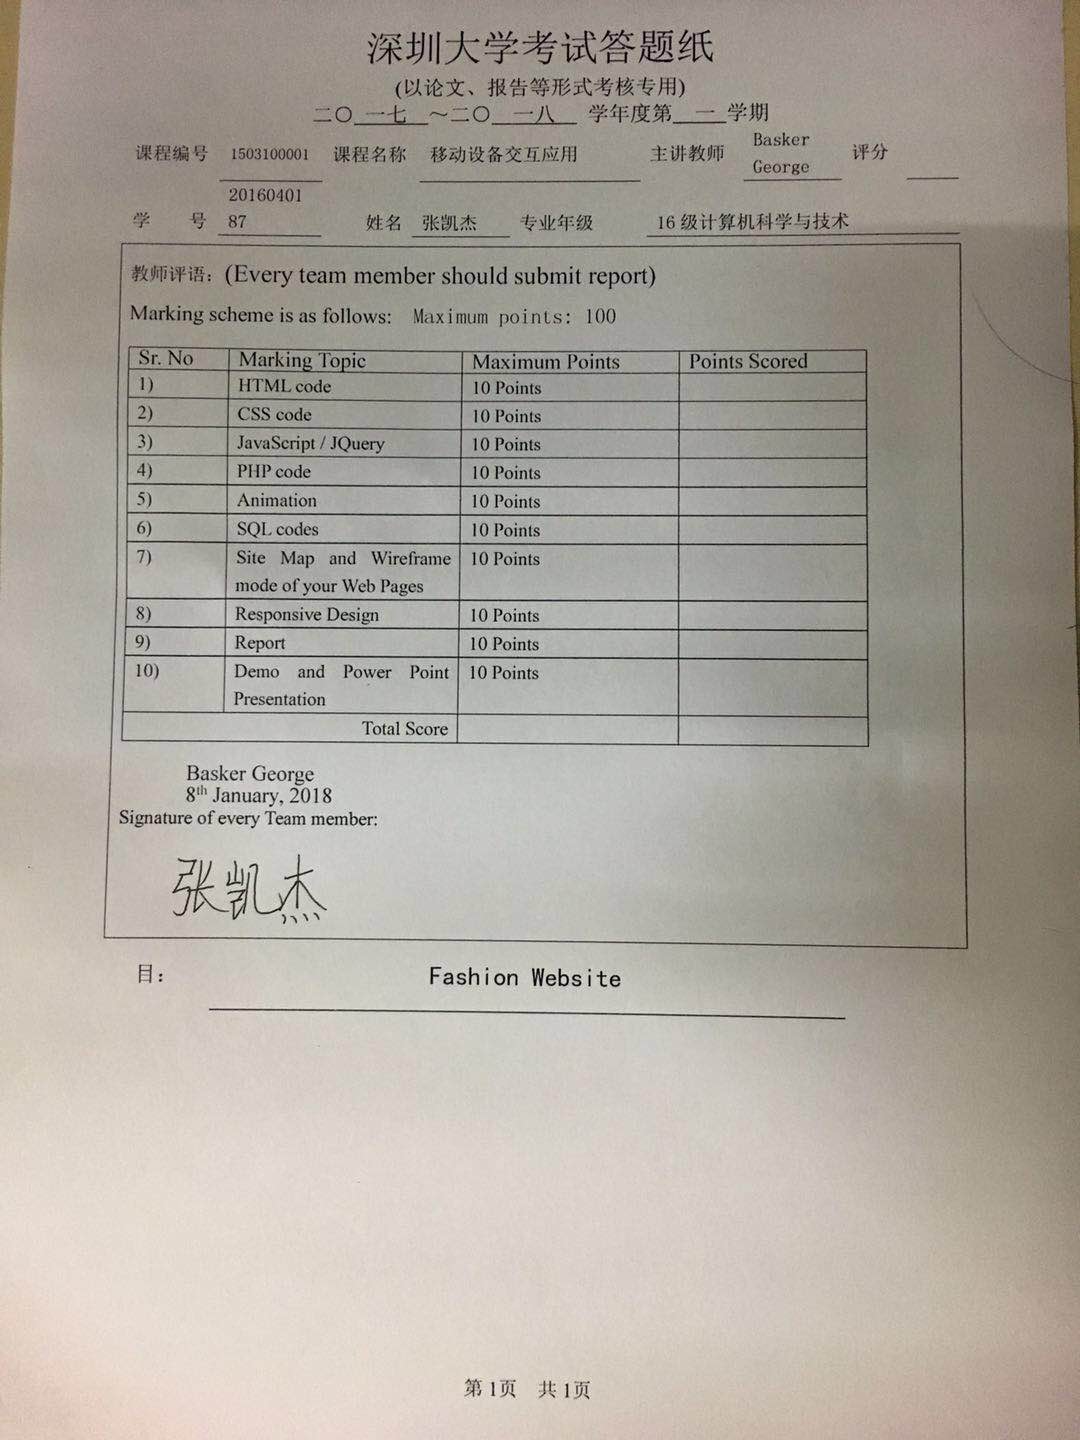 深圳大学考试答题纸
(以论文、报告等形式考核专用)
二〇 一七 ～二〇 一八 学年度第 一 学期
课程编号 1503100001 课程名称 移动设备交互应用 主讲教师 Basker George 评分
学 号 2016040187 姓名 张凯杰 专业年级 16 级计算机科学与技术
教师评语：(Every team member should submit report)
Marking scheme is as follows: Maximum points: 100
Sr. No Marking Topic Maximum Points Points Scored
1) HTML code 10 Points
2) CSS code 10 Points
3) JavaScript / JQuery 10 Points
4) PHP code 10 Points
5) Animation 10 Points
6) SQL codes 10 Points
7) Site Map and Wireframe 10 Points
mode of your Web Pages
8) Responsive Design 10 Points
9) Report 10 Points
10) Demo and Power Point 10 Points
Presentation
Total Score
Basker George
8th January, 2018
Signature of every Team member:
张凯杰
目： Fashion Website
第 1页 共 1页